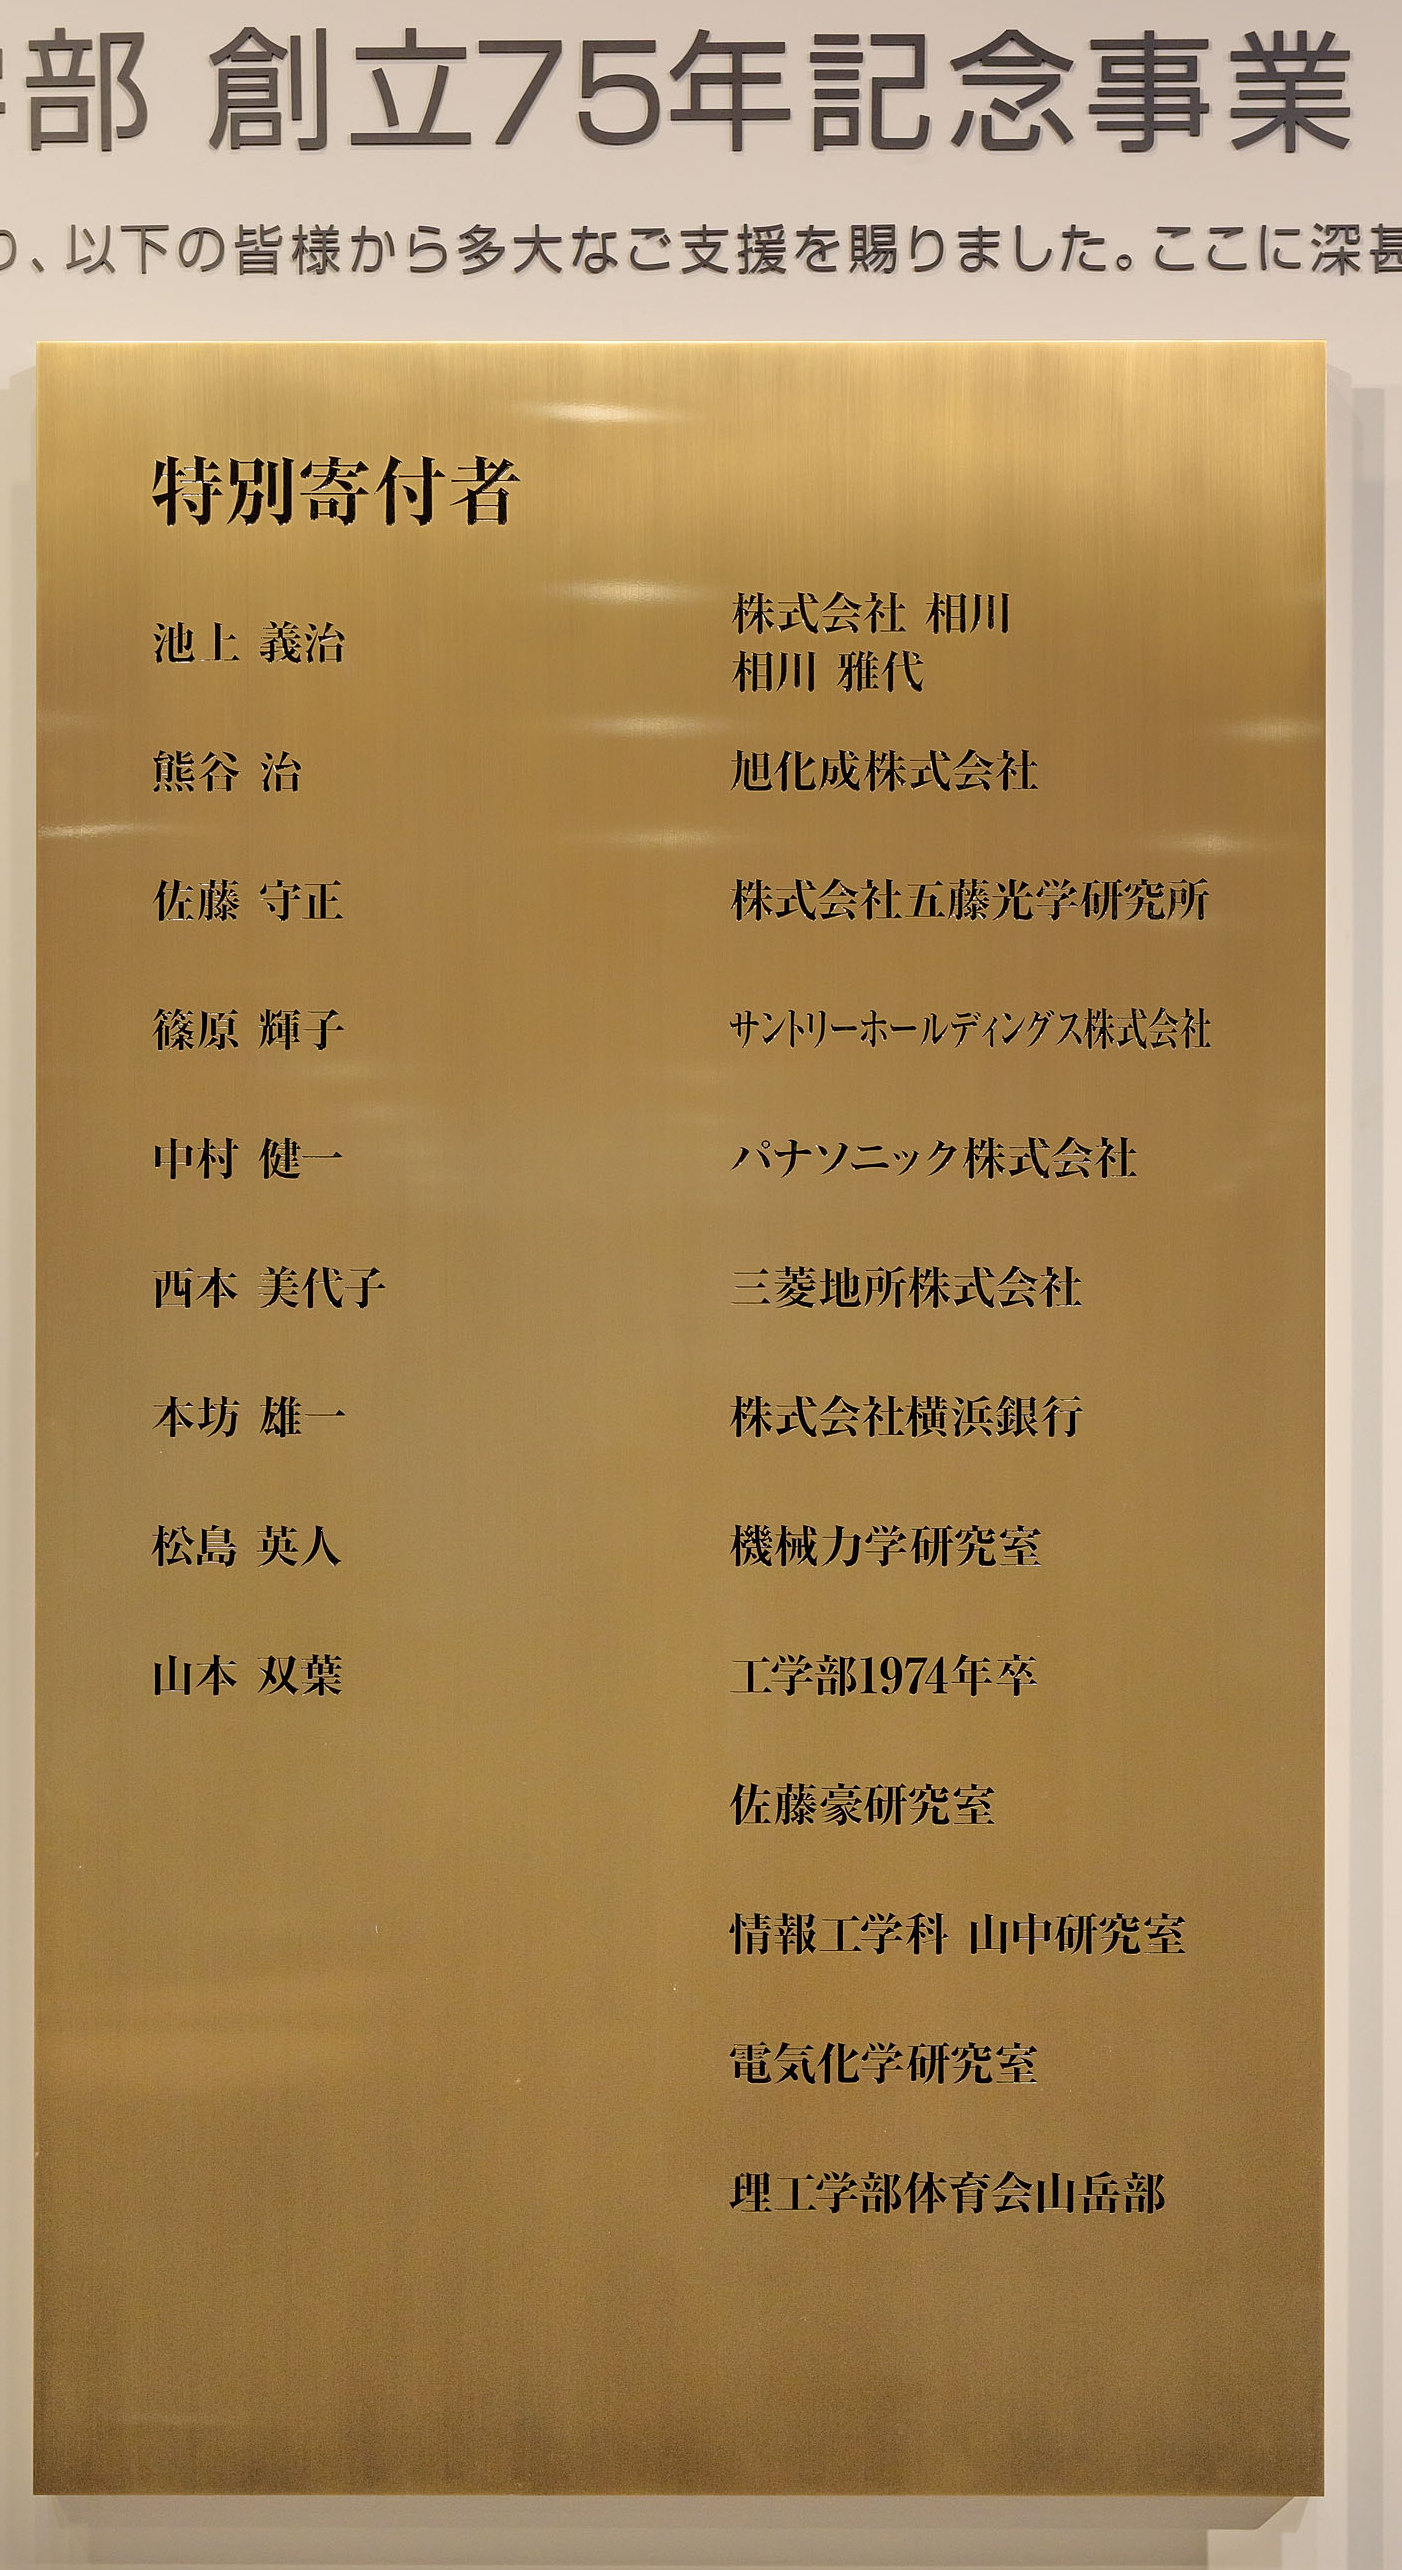 学部 創立75年記念事業
り、以下の皆様から多大なご支援を賜りました。ここに深甚
特別寄付者
池上 義治
熊谷 治
佐藤 守正
篠原 輝子
中村 健一
西本 美代子
本坊 雄一
松島 英人
山本 双葉
株式会社 相川
相川 雅代
旭化成株式会社
株式会社五藤光学研究所
サントリーホールディングス株式会社
パナソニック株式会社
三菱地所株式会社
株式会社横浜銀行
機械力学研究室
工学部1974年卒
佐藤豪研究室
情報工学科 山中研究室
電気化学研究室
理工学部体育会山岳部